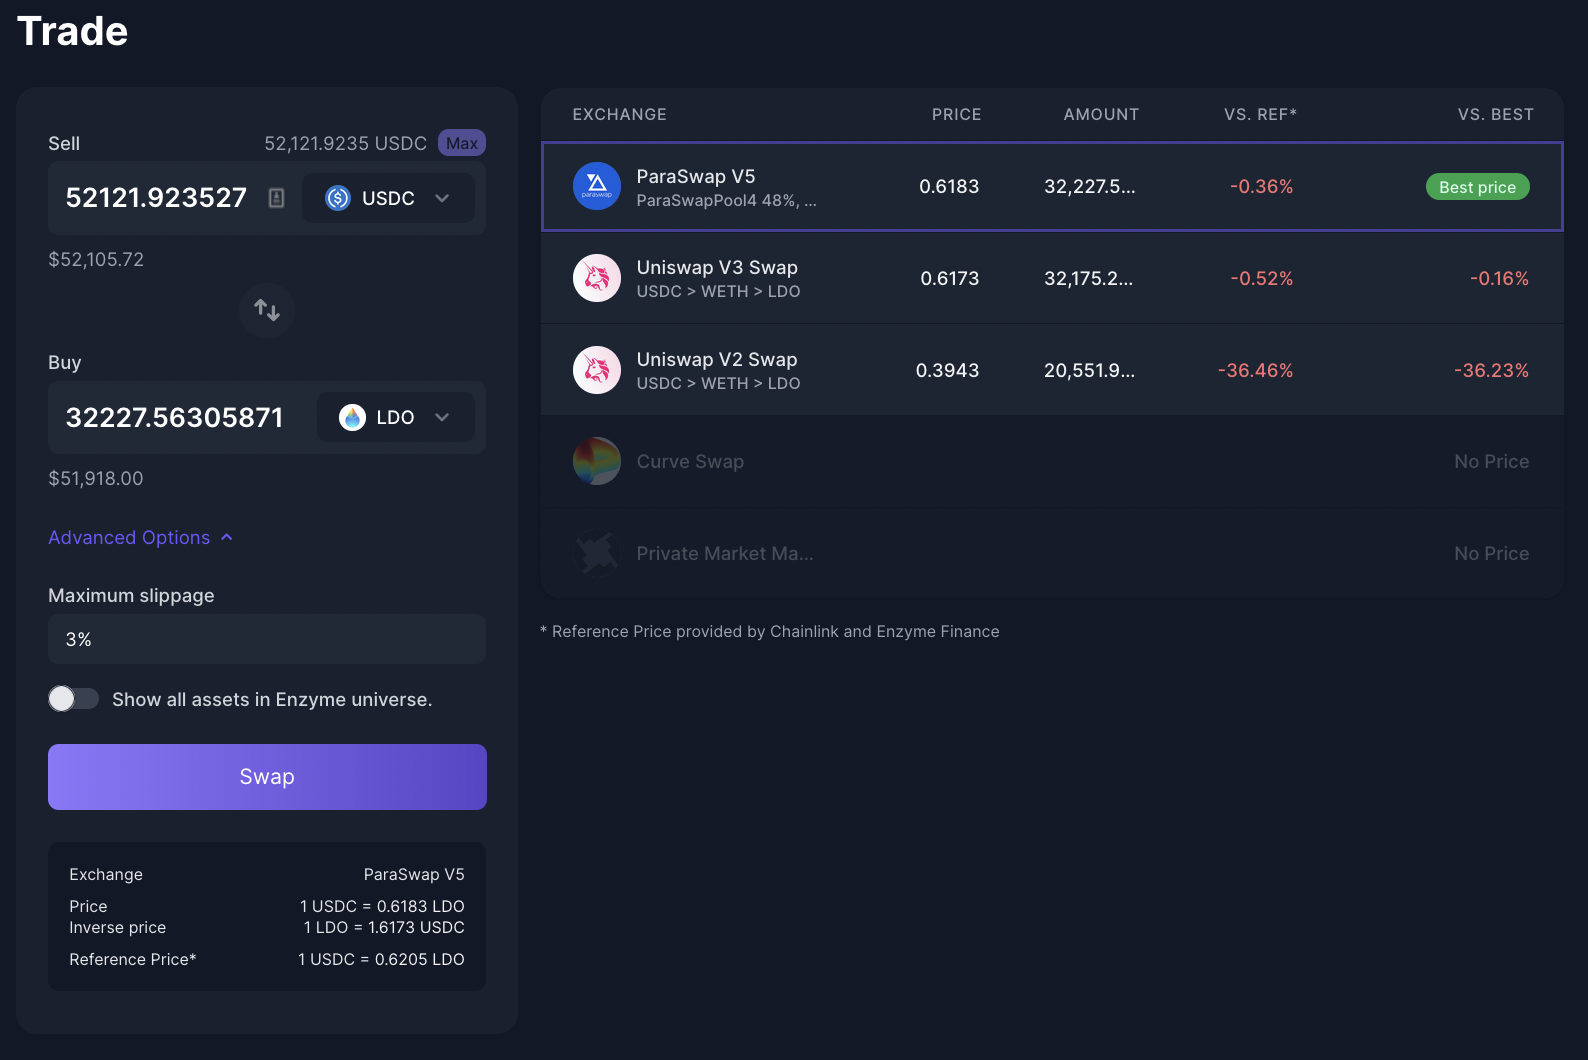 Trade
Sell
52,121.9235 USDC
Max
52121.923527
USDC
$52,105.72
Buy
32227.56305871
LDO
$51,918.00
Advanced Options
Maximum slippage
3%
Show all assets in Enzyme universe.
Swap
Exchange ParaSwap V5
Price 1 USDC = 0.6183 LDO
Inverse price 1 LDO = 1.6173 USDC
Reference Price* 1 USDC = 0.6205 LDO
EXCHANGE PRICE AMOUNT VS. REF* VS. BEST
paraswap
ParaSwap V5
ParaSwapPool4 48%, ...
0.6183 32,227.5... -0.36% Best price
Uniswap V3 Swap
USDC > WETH > LDO
0.6173 32,175.2... -0.52% -0.16%
Uniswap V2 Swap
USDC > WETH > LDO
0.3943 20,551.9... -36.46% -36.23%
Curve Swap No Price
Private Market Ma... No Price
* Reference Price provided by Chainlink and Enzyme Finance